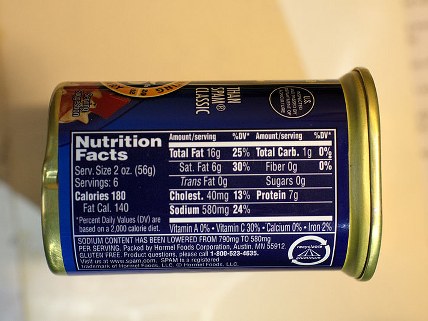 THAN
SPAM®
CLASSIC
U.S.
Nutrition
Facts
Serv. Size 2 oz. (56g)
Servings: 6
Calories 180
Fat Cal. 140
*Percent Daily Values (DV) are
based on a 2,000 calorie diet.
Amount/serving %DV* Amount/serving %DV*
Total Fat 16g 25% Total Carb. 1g 0%
Sat. Fat 6g 30% Fiber 0g 0%
Trans Fat 0g Sugars 0g
Cholest. 40mg 13% Protein 7g
Sodium 580mg 24%
Vitamin A 0% • Vitamin C 30% • Calcium 0% • Iron 2%
SODIUM CONTENT HAS BEEN LOWERED FROM 790mg TO 580mg
PER SERVING. Packed by Hormel Foods Corporation, Austin, MN 55912.
GLUTEN FREE. Product questions, please call 1-800-523-4635.
Visit us at www.spam.com. SPAM is a registered
trademark of Hormel Foods, LLC. © Hormel Foods, LLC.
recyclable